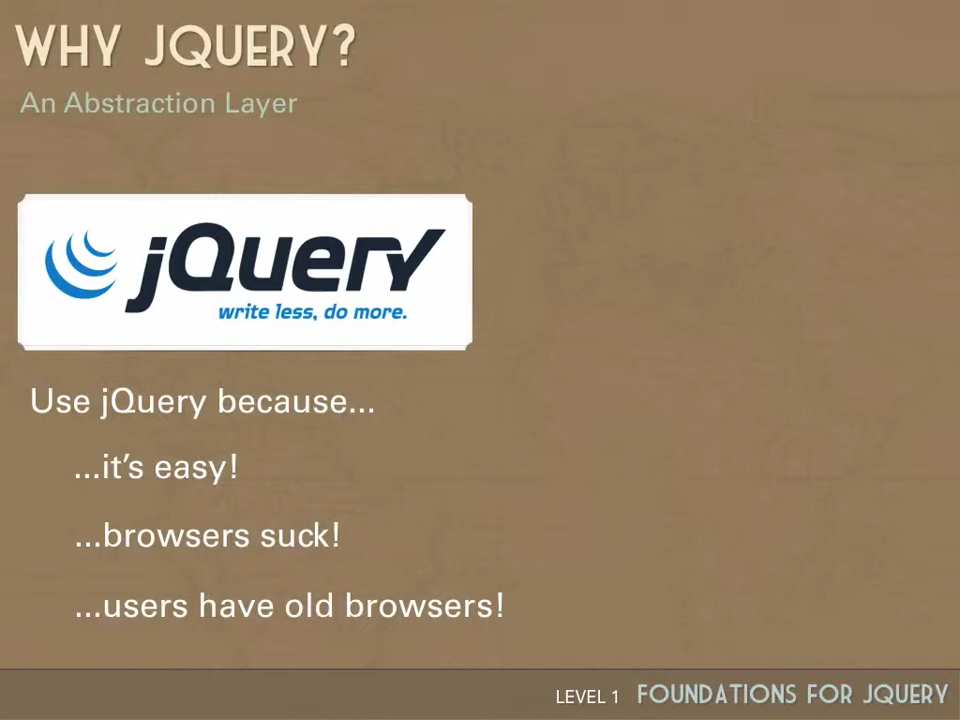 WHY JQUERY?
An Abstraction Layer
jQuery
write less, do more.
Use jQuery because...
...it's easy!
...browsers suck!
...users have old browsers!
LEVEL 1 FOUNDATIONS FOR JQUERY